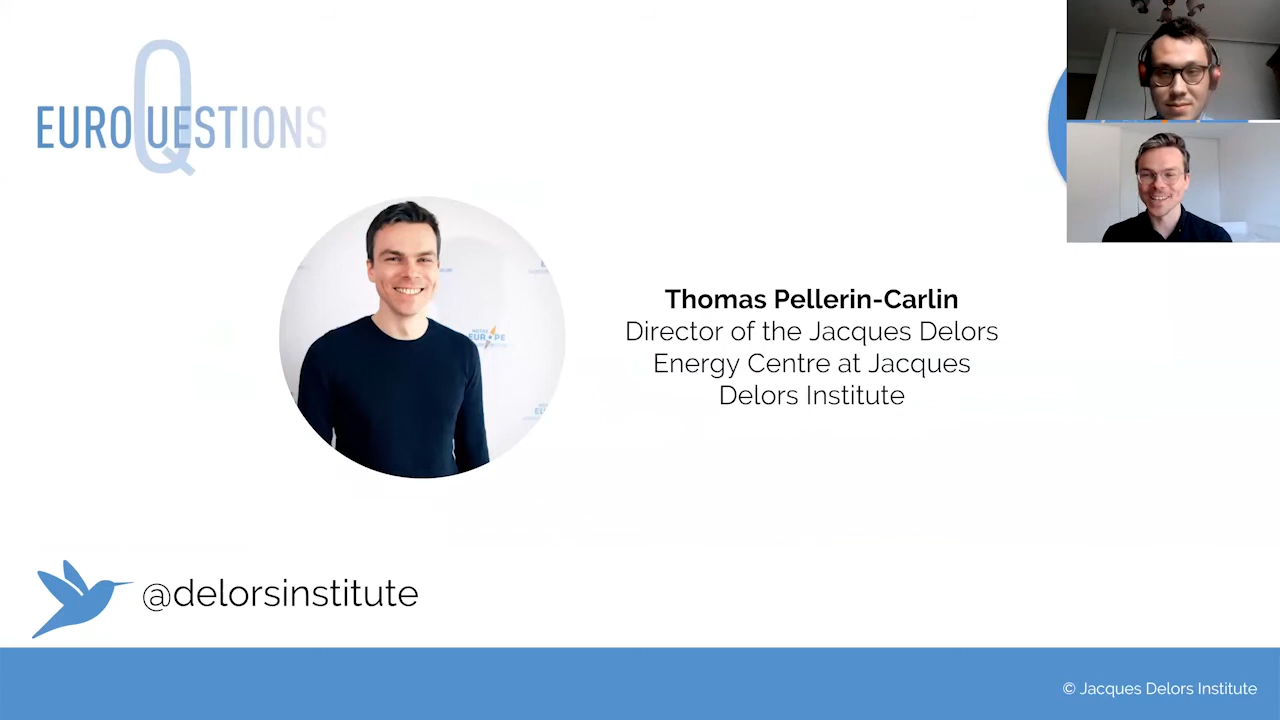 EUROQUESTIONS
Thomas Pellerin-Carlin
Director of the Jacques Delors
Energy Centre at Jacques
Delors Institute
@delorsinstitute
© Jacques Delors Institute